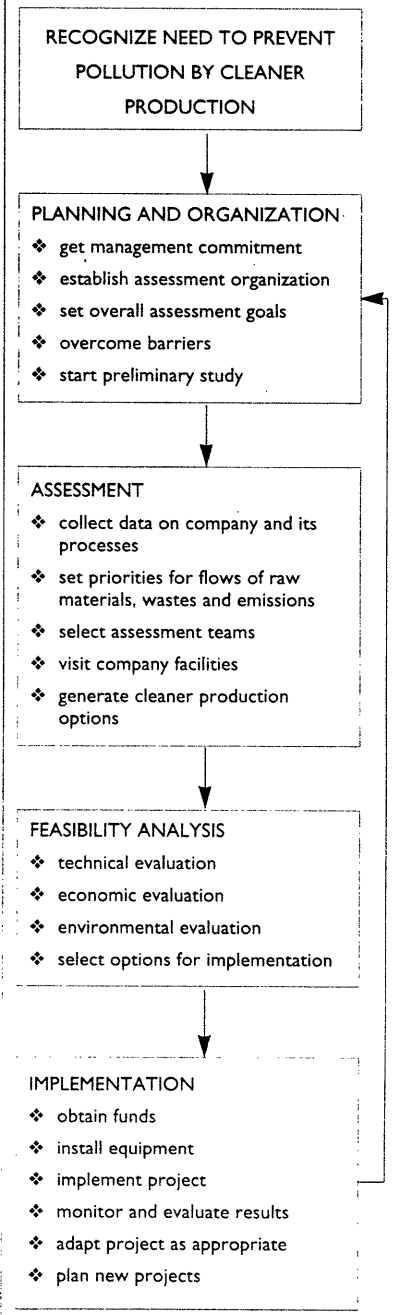 RECOGNIZE NEED TO PREVENT
POLLUTION BY CLEANER
PRODUCTION
PLANNING AND ORGANIZATION
❖ get management commitment
❖ establish assessment organization
❖ set overall assessment goals
❖ overcome barriers
❖ start preliminary study
ASSESSMENT
❖ collect data on company and its
processes
❖ set priorities for flows of raw
materials, wastes and emissions
❖ select assessment teams
❖ visit company facilities
❖ generate cleaner production
options
FEASIBILITY ANALYSIS
❖ technical evaluation
❖ economic evaluation
❖ environmental evaluation
❖ select options for implementation
IMPLEMENTATION
❖ obtain funds
❖ install equipment
❖ implement project
❖ monitor and evaluate results
❖ adapt project as appropriate
❖ plan new projects